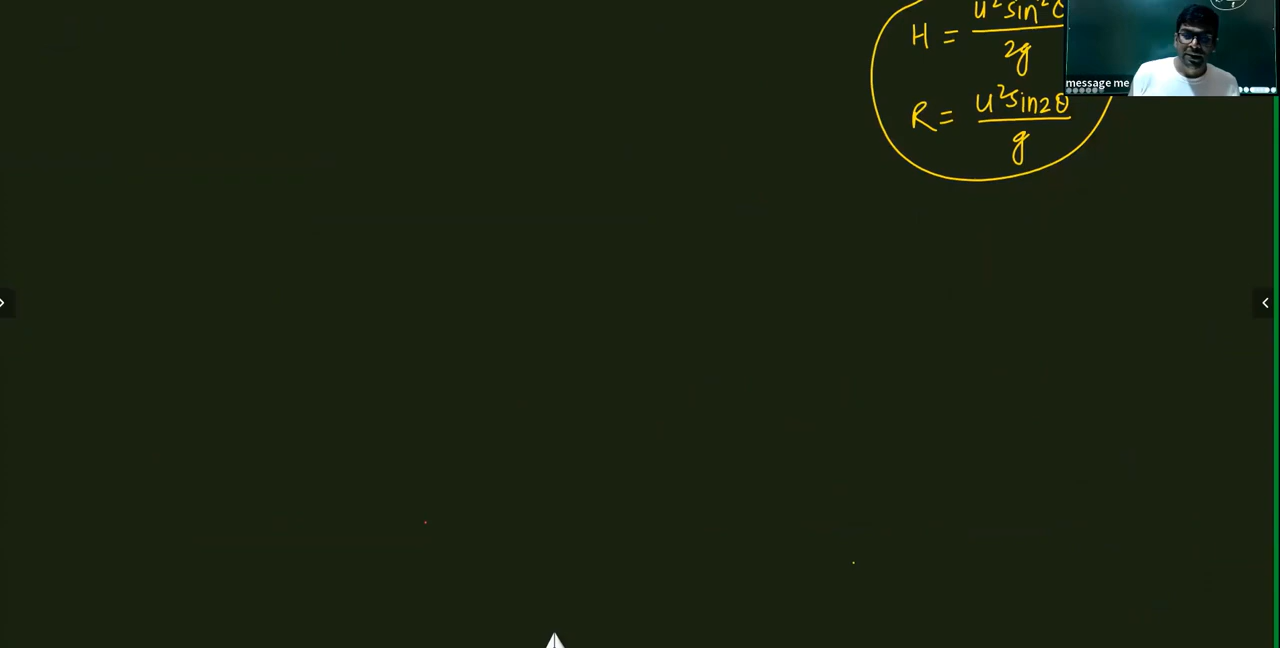 H = u²sin²θ / 2g
R = u²sin2θ / g
message me